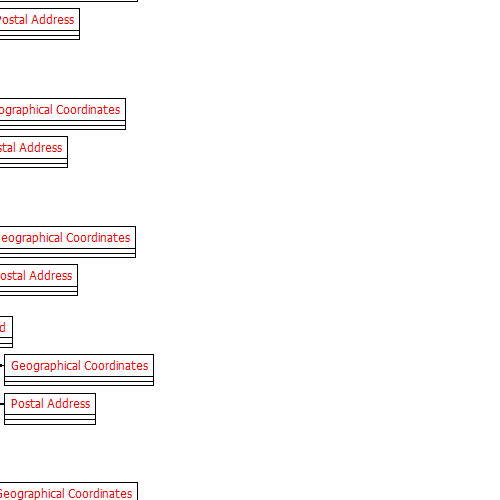 Postal Address
ographical Coordinates
stal Address
eographical Coordinates
ostal Address
d
Geographical Coordinates
Postal Address
Geographical Coordinates